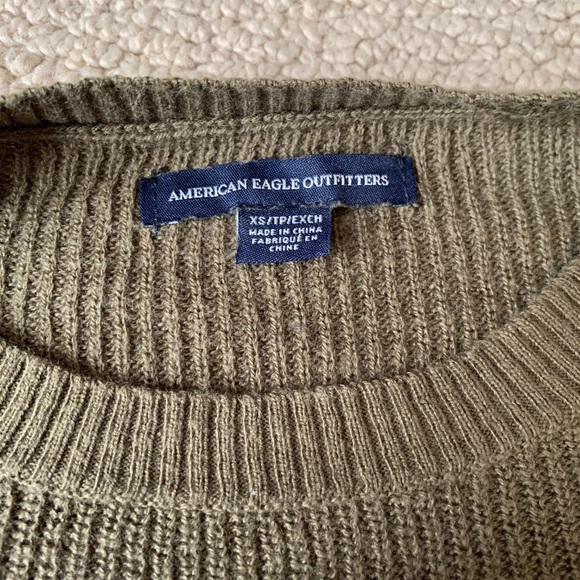 AMERICAN EAGLE OUTFITTERS
XS/TP/EXCH
MADE IN CHINA
FABRIQUÉ EN
CHINE